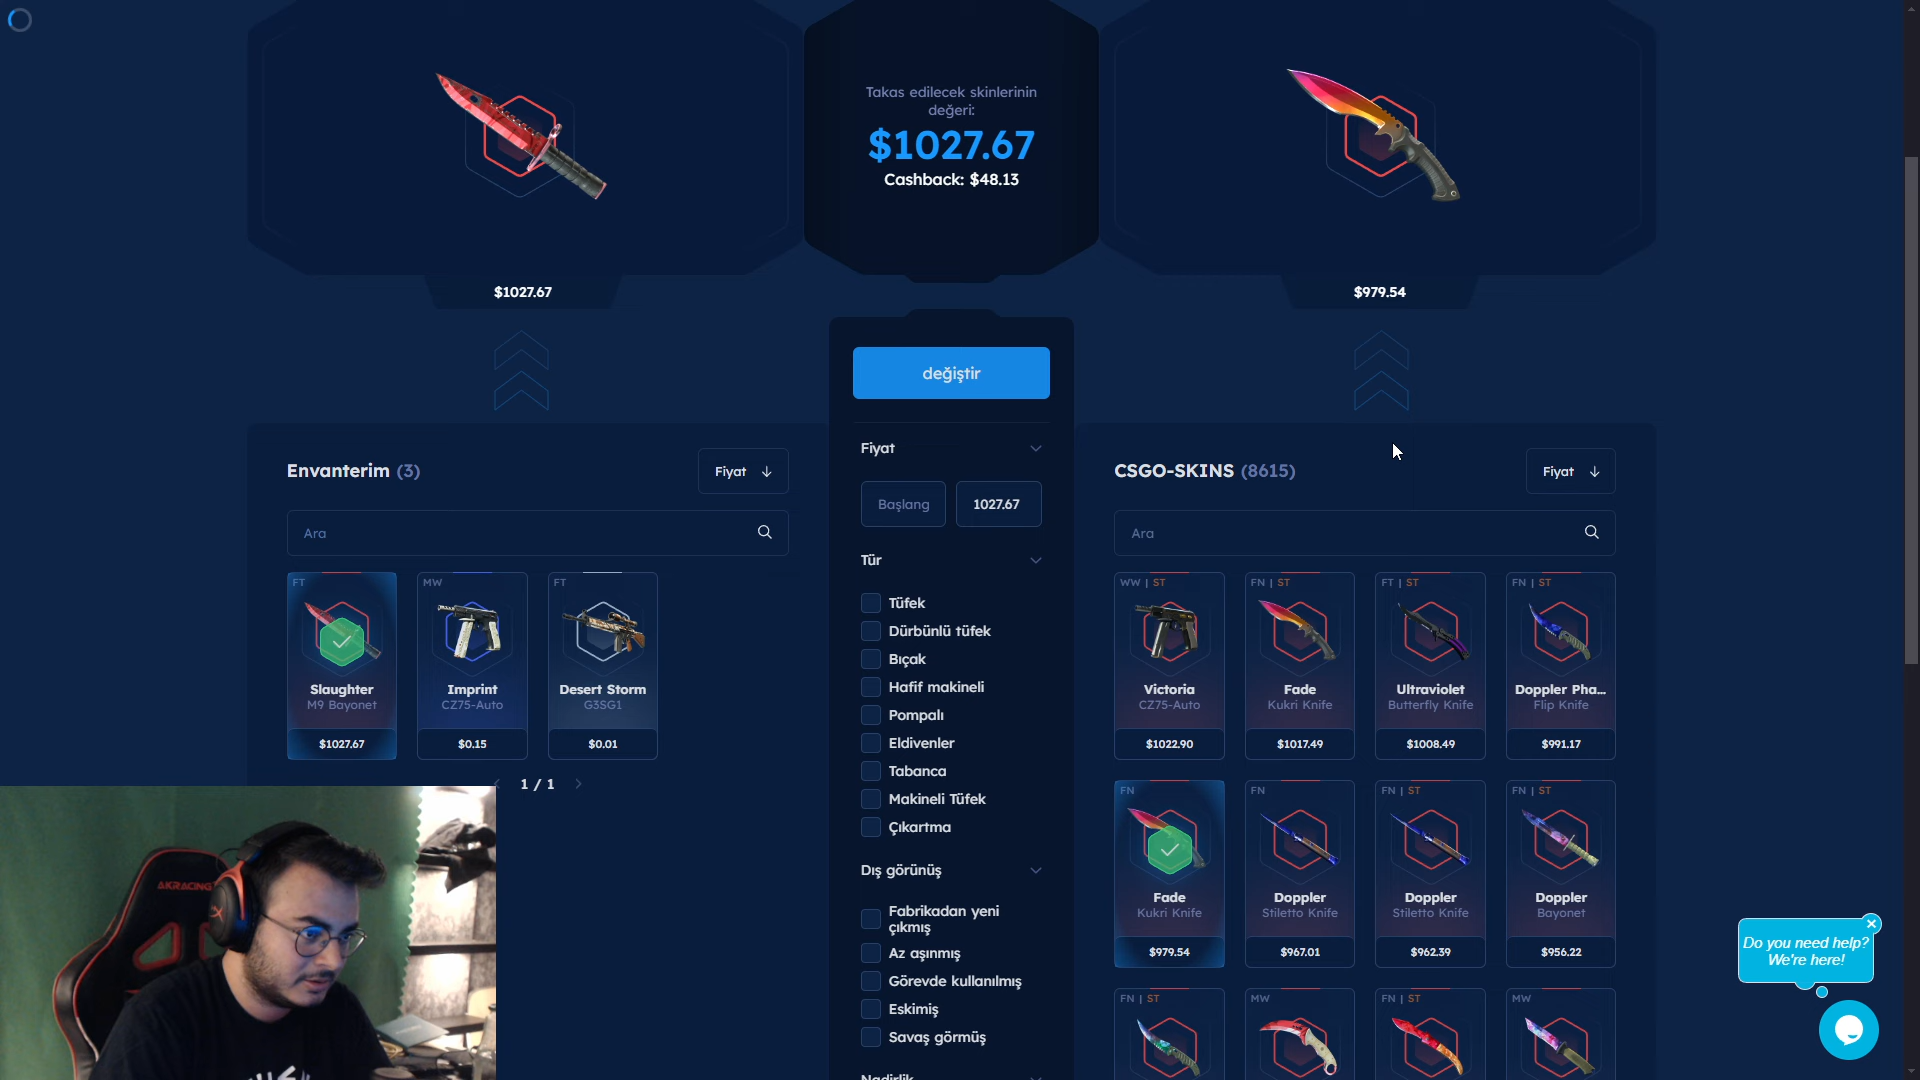 Takas edilecek skinlerinin
değeri:
$1027.67
Cashback: $48.13
$1027.67
$979.54
değiştir
Envanterim (3)
Fiyat ↓
Ara
FT
Slaughter
M9 Bayonet
$1027.67
MW
Imprint
CZ75-Auto
$0.15
FT
Desert Storm
G3SG1
$0.01
1 / 1
Fiyat
Başlang
1027.67
Tür
Tüfek
Dürbünlü tüfek
Bıçak
Hafif makineli
Pompalı
Eldivenler
Tabanca
Makineli Tüfek
Çıkartma
Dış görünüş
Fabrikadan yeni
çıkmış
Az aşınmış
Görevde kullanılmış
Eskimiş
Savaş görmüş
Nadirlik
CSGO-SKINS (8615)
Fiyat ↓
Ara
WW | ST
Victoria
CZ75-Auto
$1022.90
FN | ST
Fade
Kukri Knife
$1017.49
FT | ST
Ultraviolet
Butterfly Knife
$1008.49
FN | ST
Doppler Pha...
Flip Knife
$991.17
FN
Fade
Kukri Knife
$979.54
FN
Doppler
Stiletto Knife
$967.01
FN | ST
Doppler
Stiletto Knife
$962.39
FN | ST
Doppler
Bayonet
$956.22
FN | ST
MW
FN | ST
MW
Do you need help?
We're here!
AKRACING